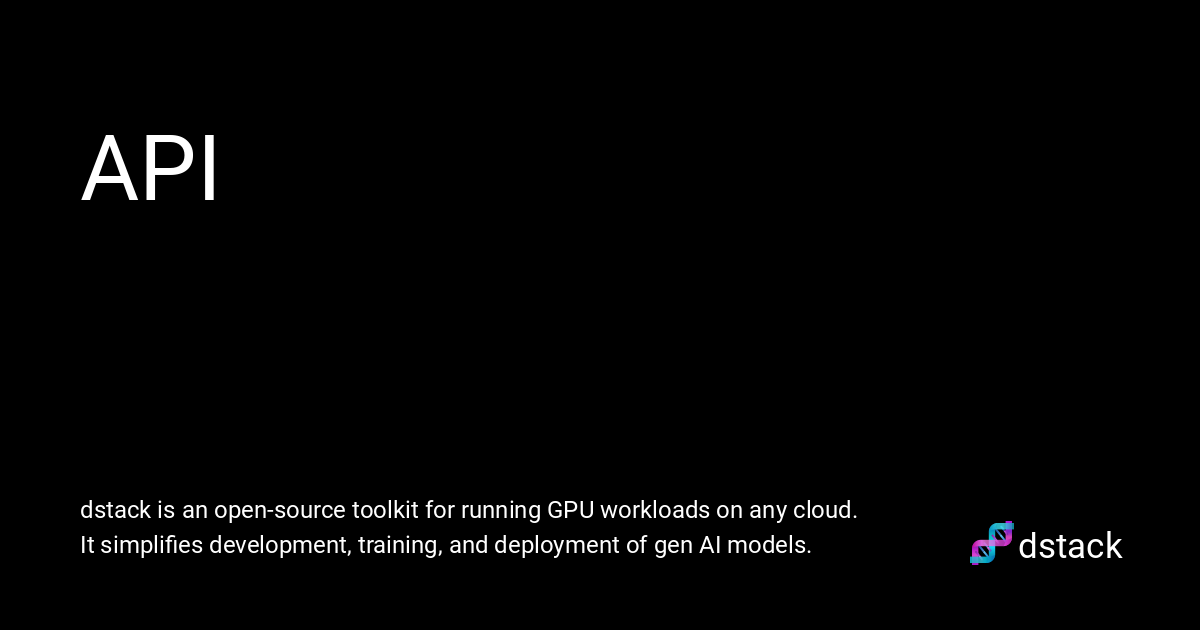 API
dstack is an open-source toolkit for running GPU workloads on any cloud.
It simplifies development, training, and deployment of gen AI models.
dstack